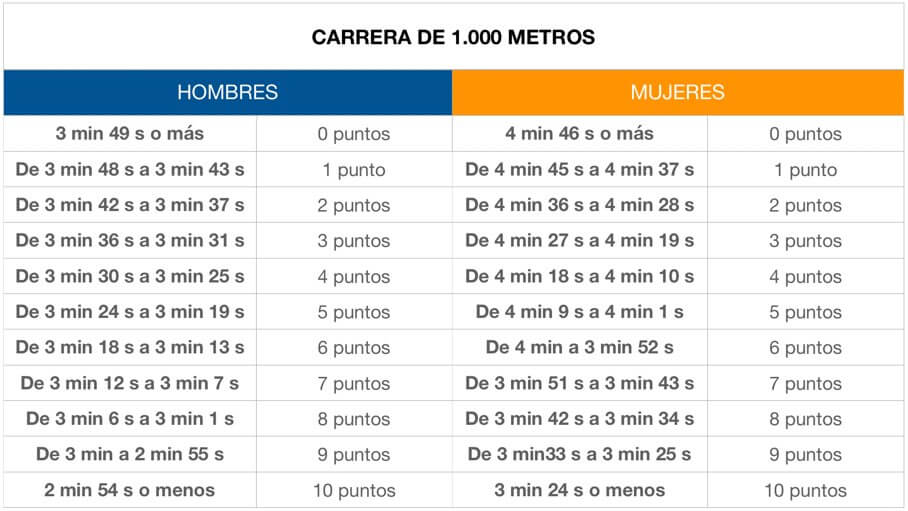 CARRERA DE 1.000 METROS
HOMBRES MUJERES
3 min 49 s o más 0 puntos 4 min 46 s o más 0 puntos
De 3 min 48 s a 3 min 43 s 1 punto De 4 min 45 s a 4 min 37 s 1 punto
De 3 min 42 s a 3 min 37 s 2 puntos De 4 min 36 s a 4 min 28 s 2 puntos
De 3 min 36 s a 3 min 31 s 3 puntos De 4 min 27 s a 4 min 19 s 3 puntos
De 3 min 30 s a 3 min 25 s 4 puntos De 4 min 18 s a 4 min 10 s 4 puntos
De 3 min 24 s a 3 min 19 s 5 puntos De 4 min 9 s a 4 min 1 s 5 puntos
De 3 min 18 s a 3 min 13 s 6 puntos De 4 min a 3 min 52 s 6 puntos
De 3 min 12 s a 3 min 7 s 7 puntos De 3 min 51 s a 3 min 43 s 7 puntos
De 3 min 6 s a 3 min 1 s 8 puntos De 3 min 42 s a 3 min 34 s 8 puntos
De 3 min a 2 min 55 s 9 puntos De 3 min33 s a 3 min 25 s 9 puntos
2 min 54 s o menos 10 puntos 3 min 24 s o menos 10 puntos